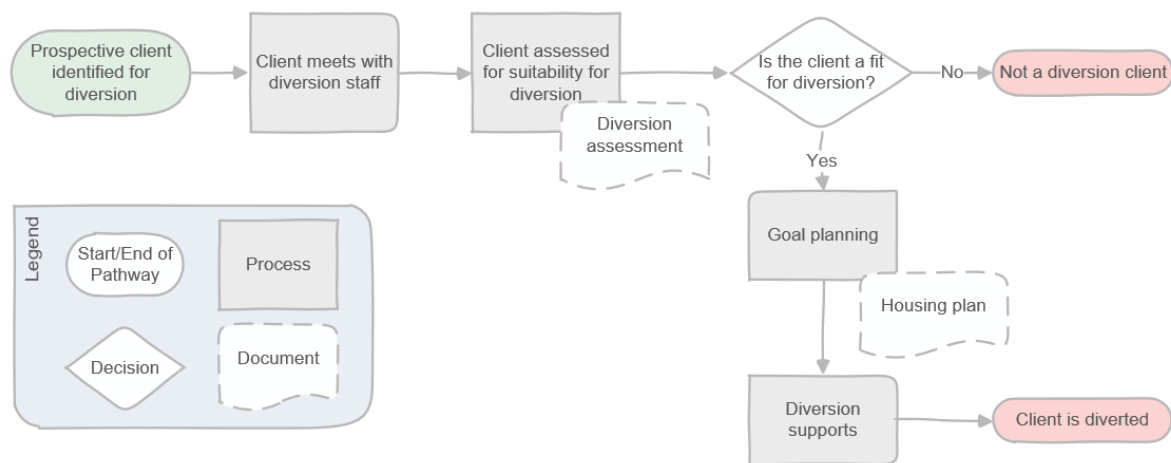 Prospective client
identified for
diversion
Client meets with
diversion staff
Client assessed
for suitability for
diversion
Diversion
assessment
Is the client a fit
for diversion?
No
Not a diversion client
Yes
Goal planning
Housing plan
Diversion
supports
Client is diverted
Legend
Start/End of
Pathway
Process
Decision
Document